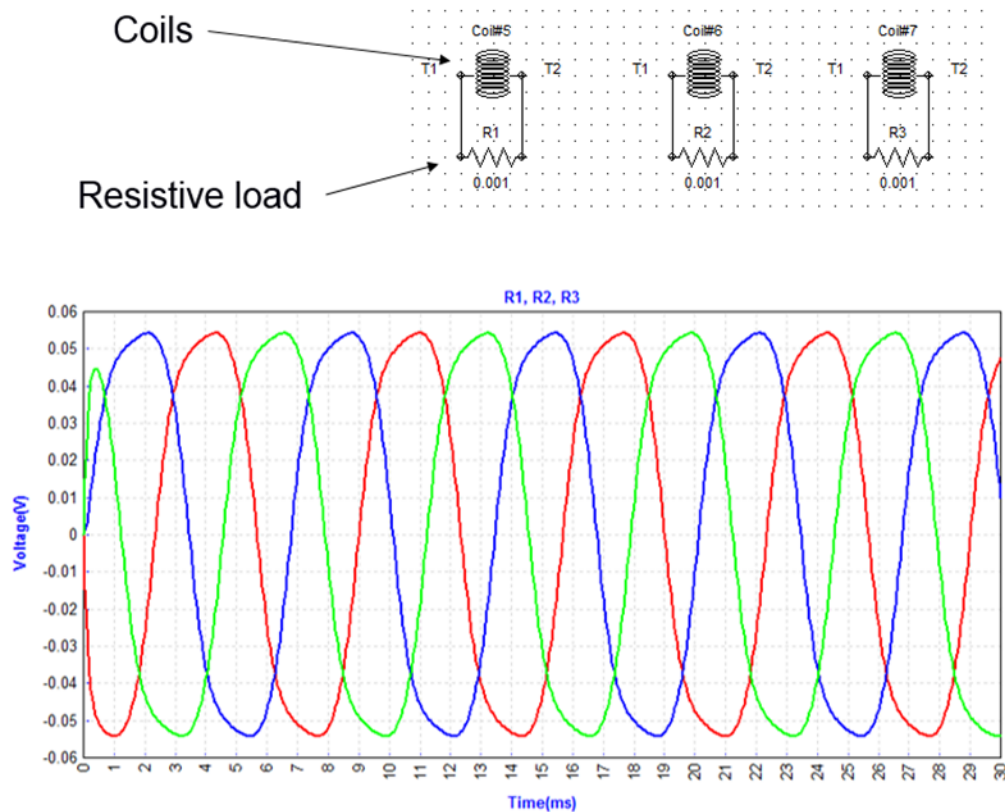 Coils
Coil#5 Coil#6 Coil#7
T1 T2 T1 T2 T1 T2
R1 R2 R3
Resistive load
0.001 0.001 0.001
R1, R2, R3
0.06
0.05
0.04
0.03
0.02
0.01
0
-0.01
-0.02
-0.03
-0.04
-0.05
-0.06
Voltage(V)
0 1 2 3 4 5 6 7 8 9 10 11 12 13 14 15 16 17 18 19 20 21 22 23 24 25 26 27 28 29 30
Time(ms)